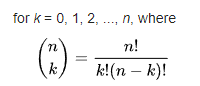 for k = 0, 1, 2, ..., n, where
(n k) = n! / k!(n − k)!